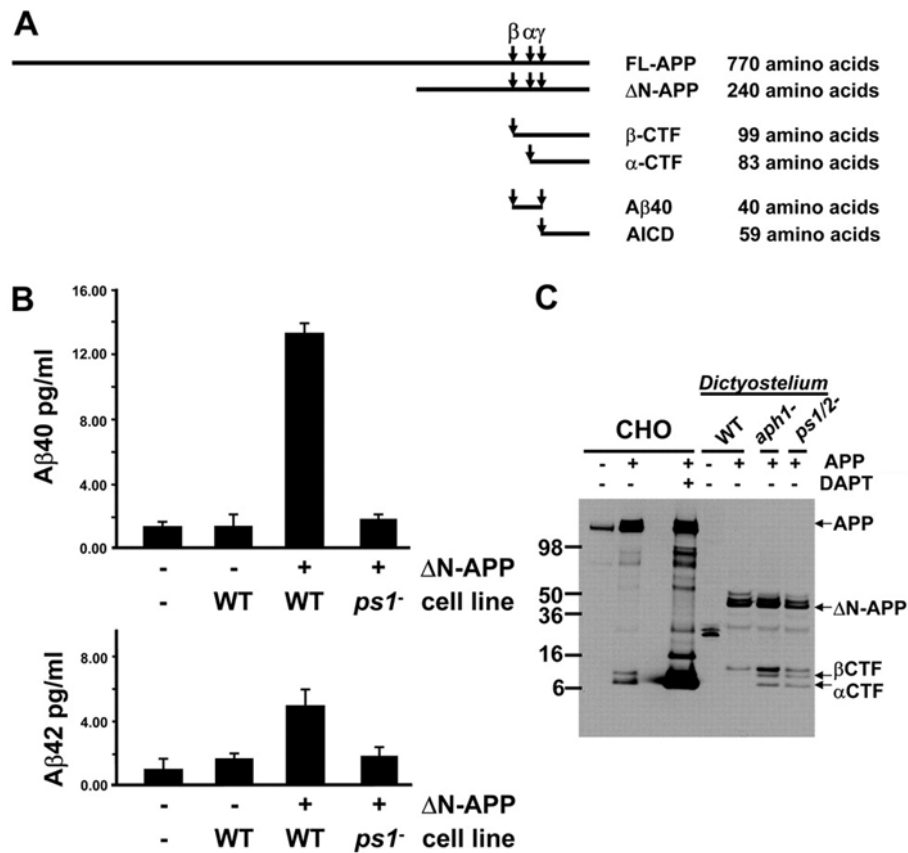 A
β αγ
FL-APP 770 amino acids
ΔN-APP 240 amino acids
β-CTF 99 amino acids
α-CTF 83 amino acids
Aβ40 40 amino acids
AICD 59 amino acids
B
Aβ40 pg/ml
16.00
12.00
8.00
4.00
0.00
- - + + ΔN-APP
- WT WT ps1- cell line
Aβ42 pg/ml
8.00
4.00
0.00
- - + + ΔN-APP
- WT WT ps1- cell line
C
Dictyostelium
CHO WT aph1- ps1/2-
- + + - + + + APP
- - + - - - - DAPT
98
50
36
16
6
APP
ΔN-APP
βCTF
αCTF